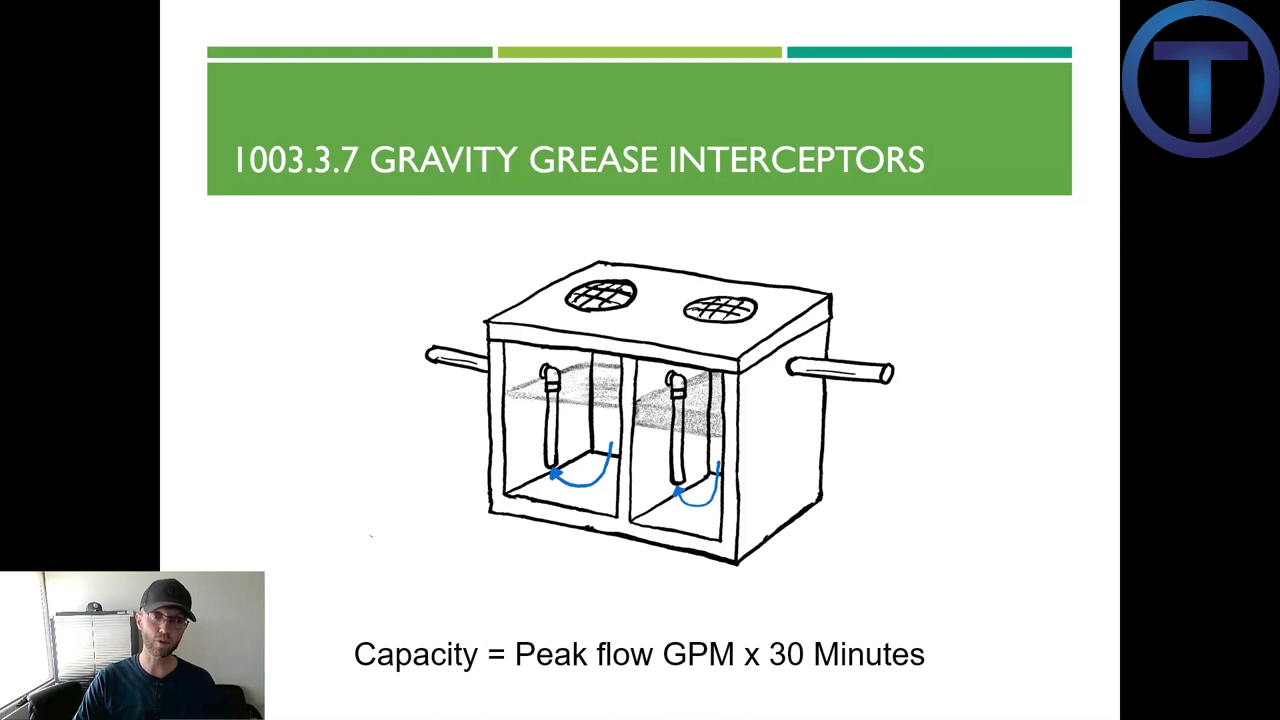 T
1003.3.7 GRAVITY GREASE INTERCEPTORS
Capacity = Peak flow GPM x 30 Minutes